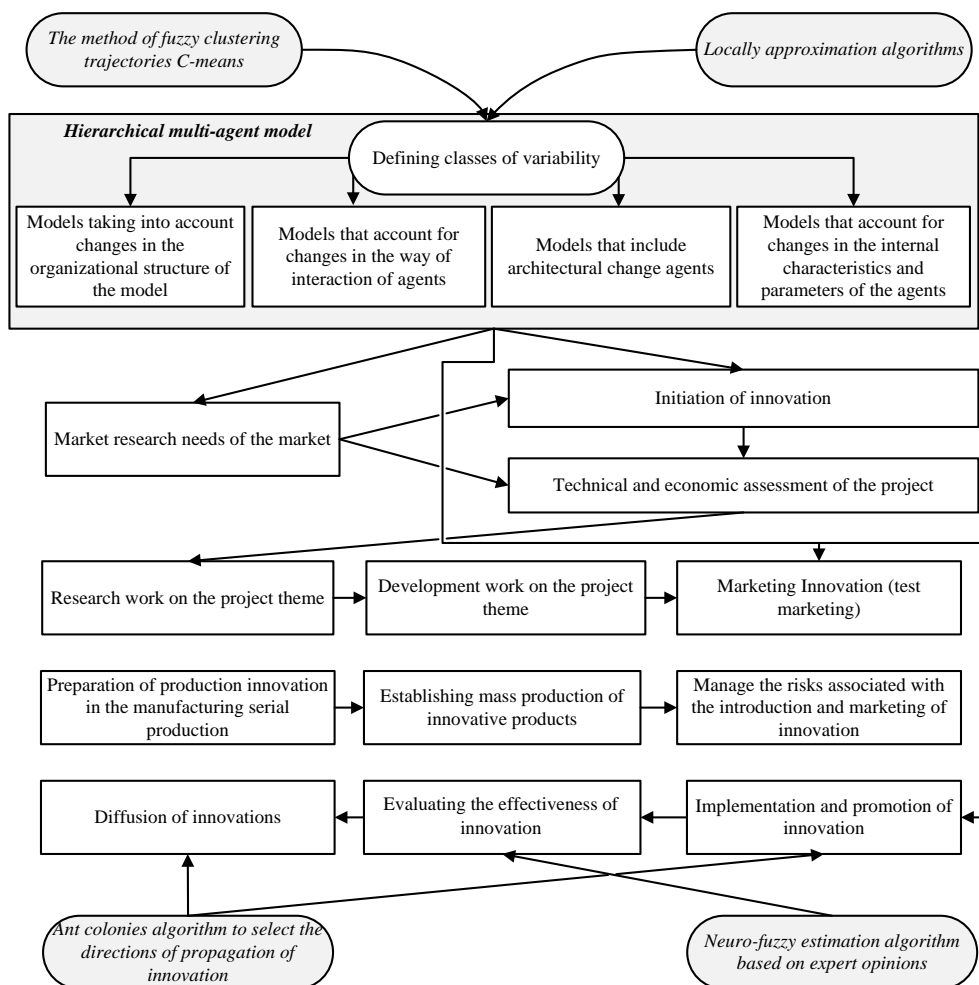 The method of fuzzy clustering
trajectories C-means
Locally approximation algorithms
Hierarchical multi-agent model
Defining classes of variability
Models taking into account
changes in the
organizational structure of
the model
Models that account for
changes in the way of
interaction of agents
Models that include
architectural change agents
Models that account for
changes in the internal
characteristics and
parameters of the agents
Market research needs of the market
Initiation of innovation
Technical and economic assessment of the project
Research work on the project theme
Development work on the project
theme
Marketing Innovation (test
marketing)
Preparation of production innovation
in the manufacturing serial
production
Establishing mass production of
innovative products
Manage the risks associated with
the introduction and marketing of
innovation
Diffusion of innovations
Evaluating the effectiveness of
innovation
Implementation and promotion of
innovation
Ant colonies algorithm to select the
directions of propagation of
innovation
Neuro-fuzzy estimation algorithm
based on expert opinions